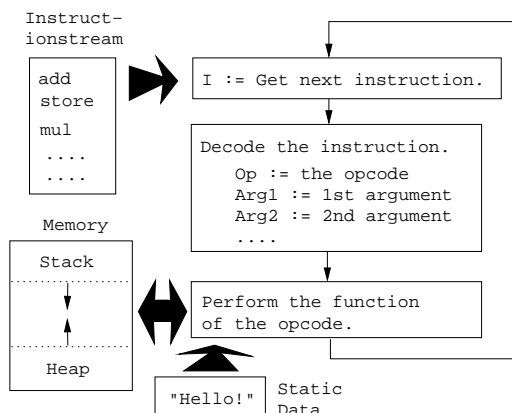 Instruct-
ionstream
add
store
mul
....
....
I := Get next instruction.
Decode the instruction.
Op := the opcode
Arg1 := 1st argument
Arg2 := 2nd argument
....
Memory
Stack
Heap
Perform the function
of the opcode.
"Hello!"
Static
Data